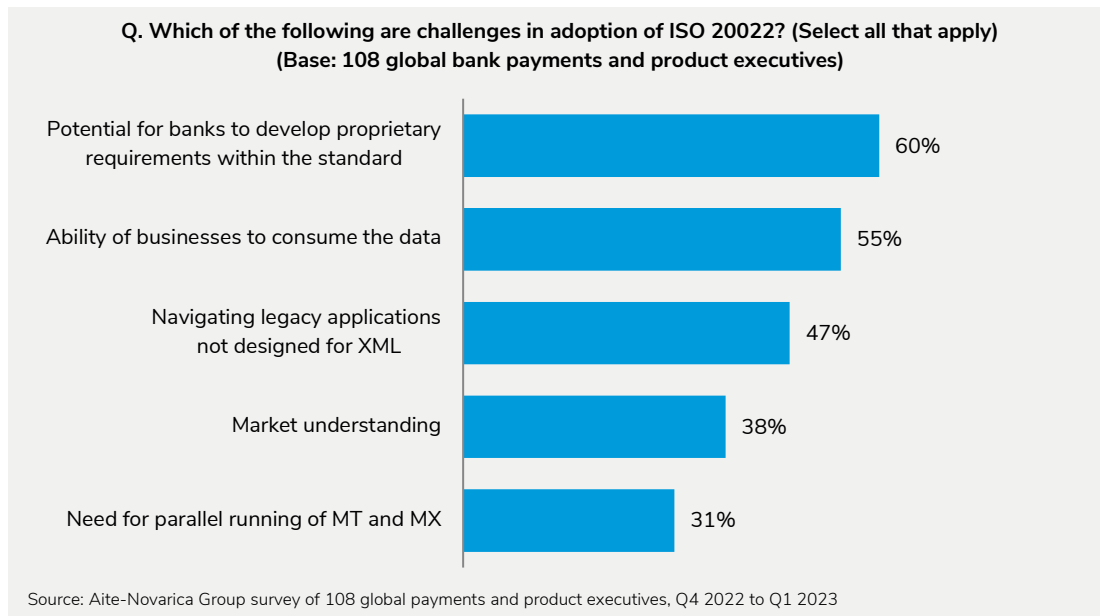 Q. Which of the following are challenges in adoption of ISO 20022? (Select all that apply)
(Base: 108 global bank payments and product executives)
Potential for banks to develop proprietary
requirements within the standard
60%
Ability of businesses to consume the data
55%
Navigating legacy applications
not designed for XML
47%
Market understanding
38%
Need for parallel running of MT and MX
31%
Source: Aite-Novarica Group survey of 108 global payments and product executives, Q4 2022 to Q1 2023